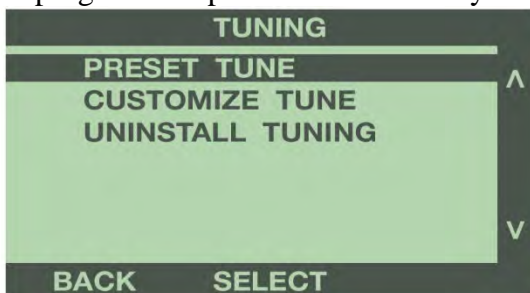 TUNING
PRESET TUNE
CUSTOMIZE TUNE
UNINSTALL TUNING
BACK SELECT